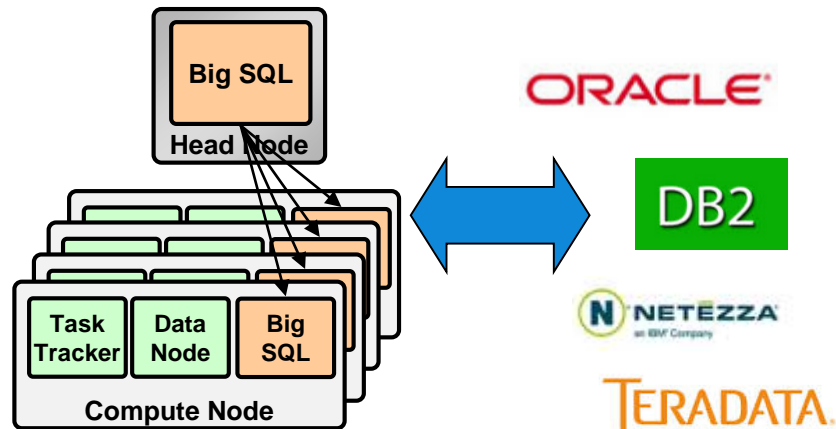 Big SQL
Head Node
Task
Tracker
Data
Node
Big
SQL
Compute Node
ORACLE®
DB2
N NETEZZA
an IBM® Company
TERADATA.